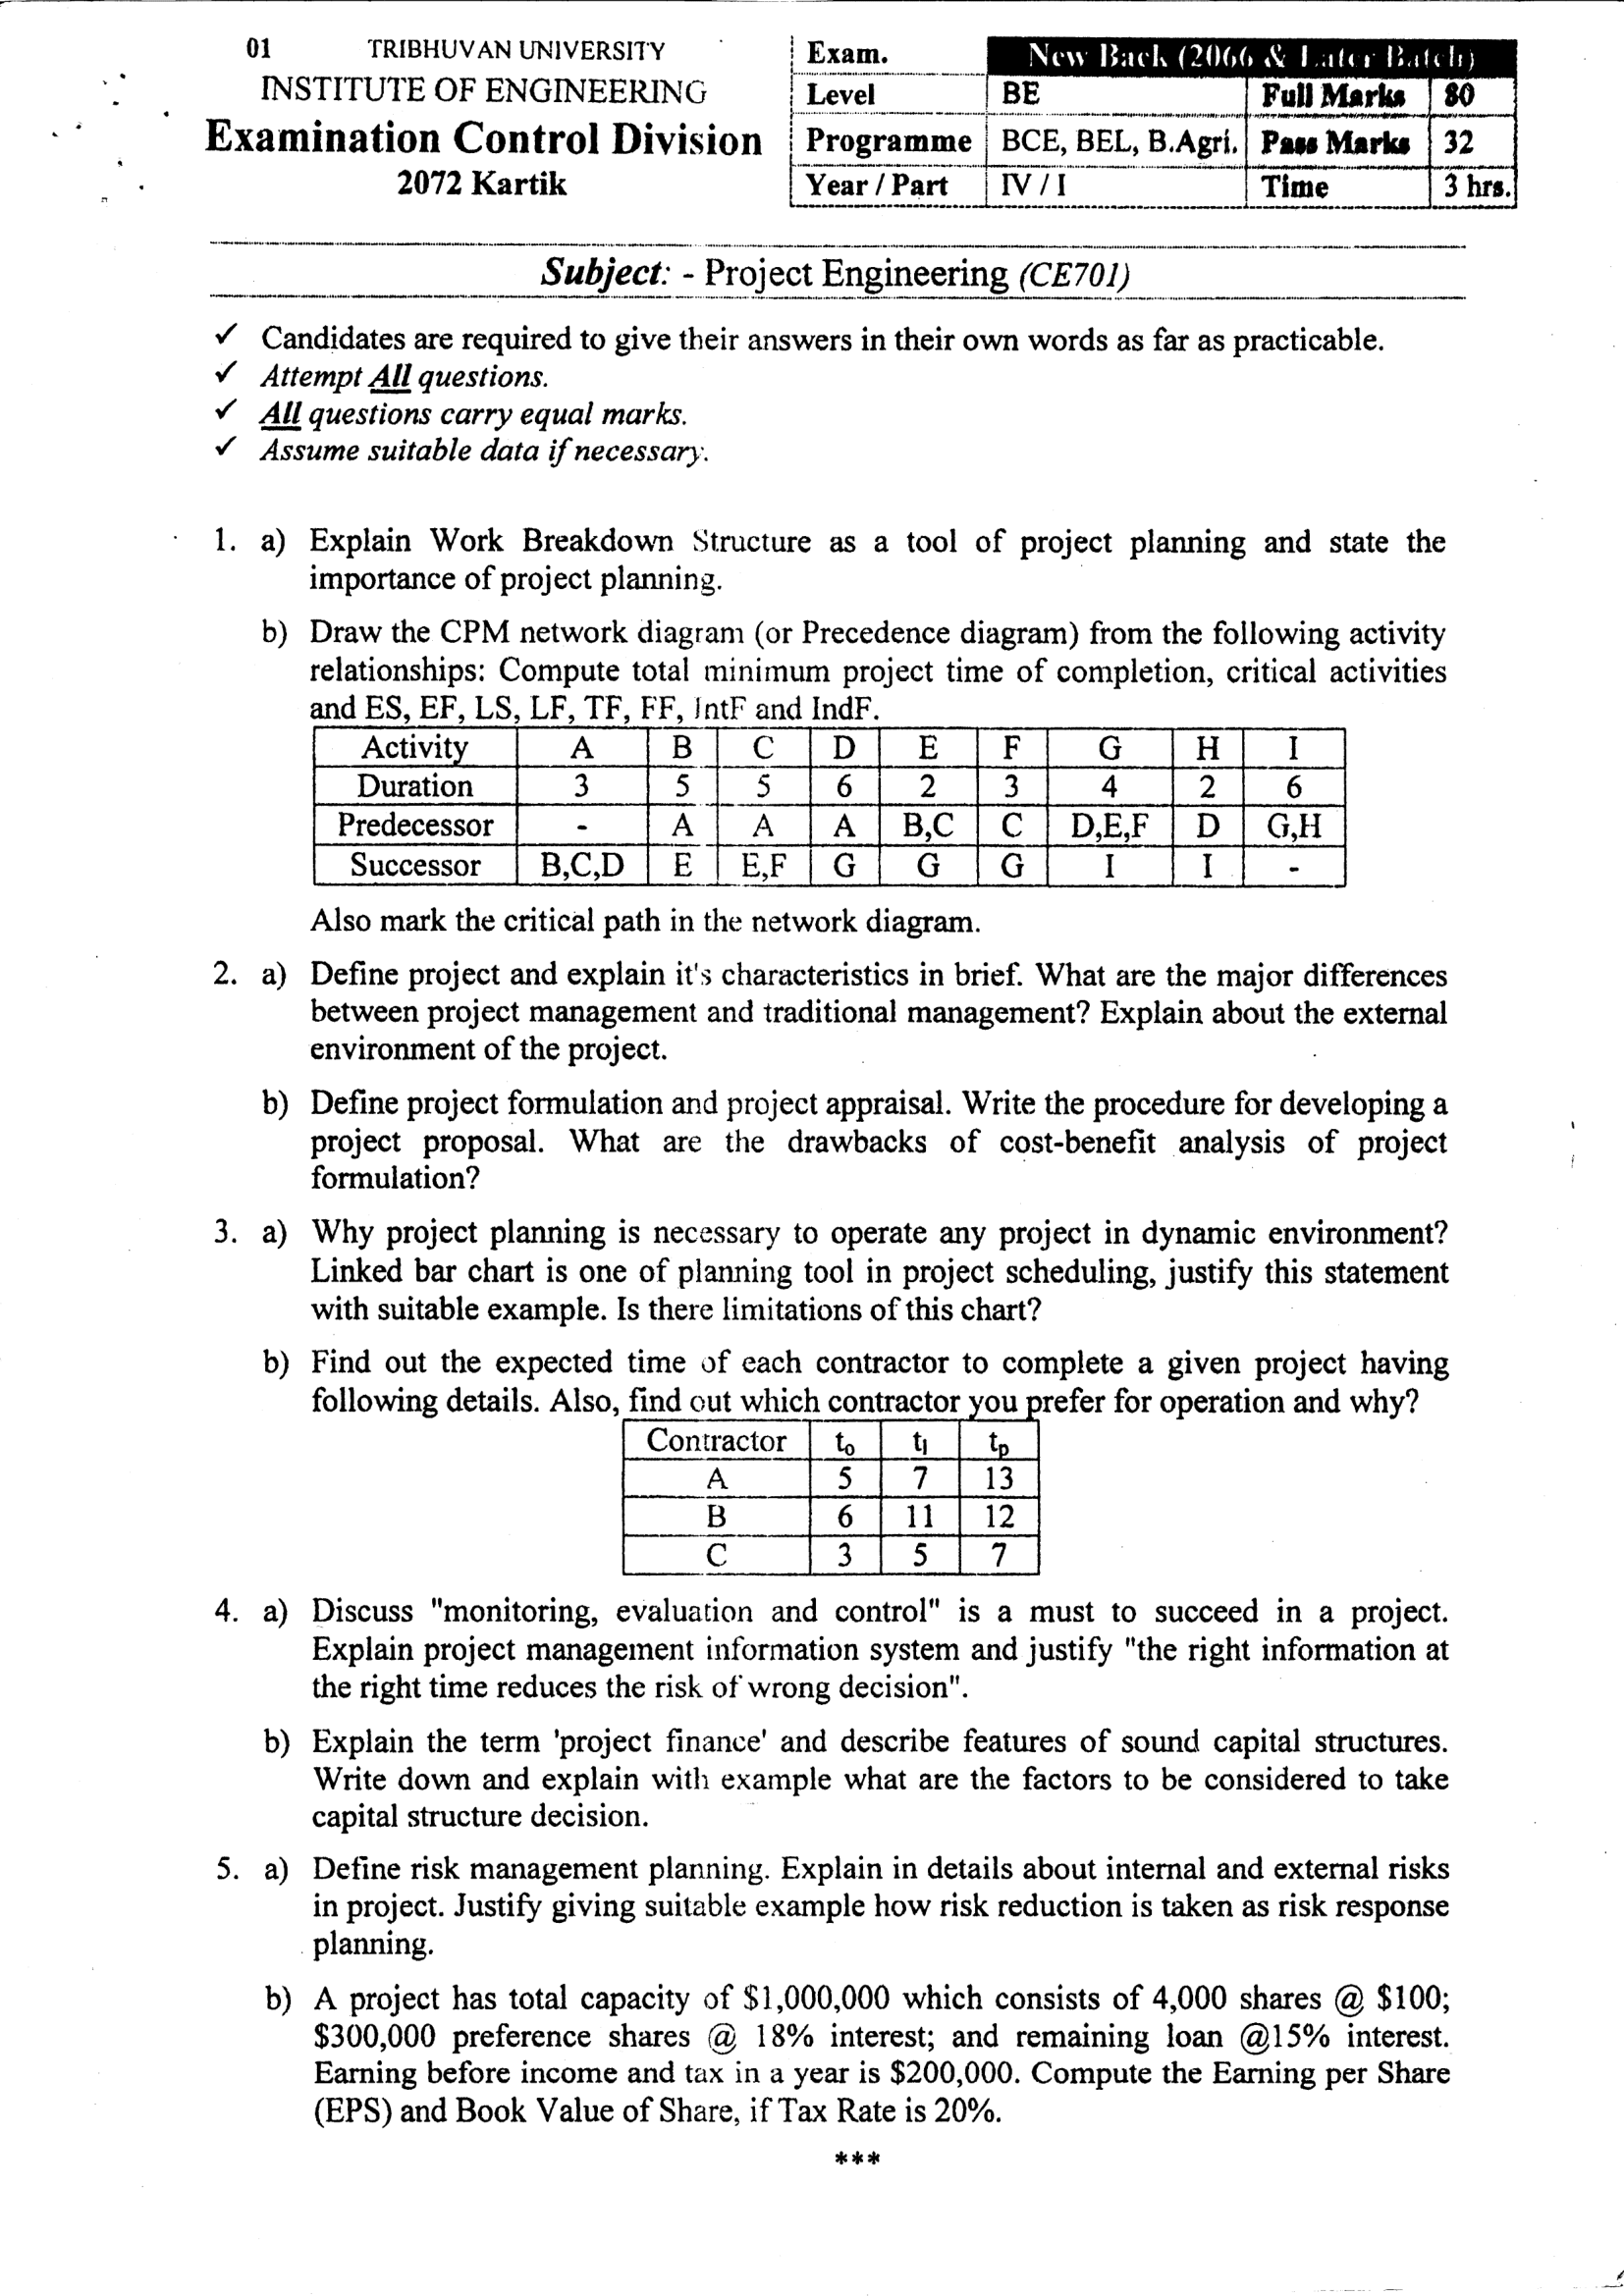 01 TRIBHUVAN UNIVERSITY
INSTITUTE OF ENGINEERING
Examination Control Division
2072 Kartik
Exam. New Back (2066 & Later Batch)
Level BE Full Marks 80
Programme BCE, BEL, B.Agri. Pass Marks 32
Year / Part IV / I Time 3 hrs.
Subject: - Project Engineering (CE701)
✓ Candidates are required to give their answers in their own words as far as practicable.
✓ Attempt All questions.
✓ All questions carry equal marks.
✓ Assume suitable data if necessary.
1. a) Explain Work Breakdown Structure as a tool of project planning and state the
importance of project planning.
b) Draw the CPM network diagram (or Precedence diagram) from the following activity
relationships: Compute total minimum project time of completion, critical activities
and ES, EF, LS, LF, TF, FF, IntF and IndF.
Activity A B C D E F G H I
Duration 3 5 5 6 2 3 4 2 6
Predecessor - A A A B,C C D,E,F D G,H
Successor B,C,D E E,F G G G I I -
Also mark the critical path in the network diagram.
2. a) Define project and explain it's characteristics in brief. What are the major differences
between project management and traditional management? Explain about the external
environment of the project.
b) Define project formulation and project appraisal. Write the procedure for developing a
project proposal. What are the drawbacks of cost-benefit analysis of project
formulation?
3. a) Why project planning is necessary to operate any project in dynamic environment?
Linked bar chart is one of planning tool in project scheduling, justify this statement
with suitable example. Is there limitations of this chart?
b) Find out the expected time of each contractor to complete a given project having
following details. Also, find out which contractor you prefer for operation and why?
Contractor to tl tp
A 5 7 13
B 6 11 12
C 3 5 7
4. a) Discuss "monitoring, evaluation and control" is a must to succeed in a project.
Explain project management information system and justify "the right information at
the right time reduces the risk of wrong decision".
b) Explain the term 'project finance' and describe features of sound capital structures.
Write down and explain with example what are the factors to be considered to take
capital structure decision.
5. a) Define risk management planning. Explain in details about internal and external risks
in project. Justify giving suitable example how risk reduction is taken as risk response
planning.
b) A project has total capacity of $1,000,000 which consists of 4,000 shares @ $100;
$300,000 preference shares @ 18% interest; and remaining loan @15% interest.
Earning before income and tax in a year is $200,000. Compute the Earning per Share
(EPS) and Book Value of Share, if Tax Rate is 20%.
***